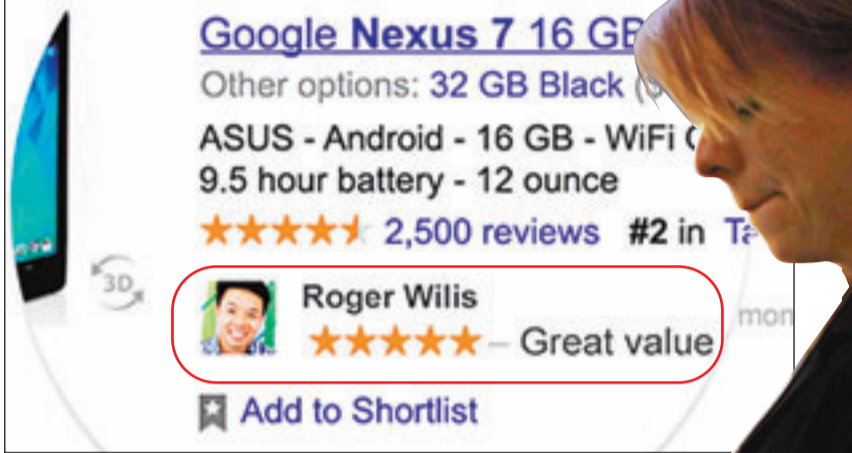 Google Nexus 7 16 GB
Other options: 32 GB Black
ASUS - Android - 16 GB - WiFi
9.5 hour battery - 12 ounce
2,500 reviews #2 in
3D
Roger Wilis
– Great value
Add to Shortlist